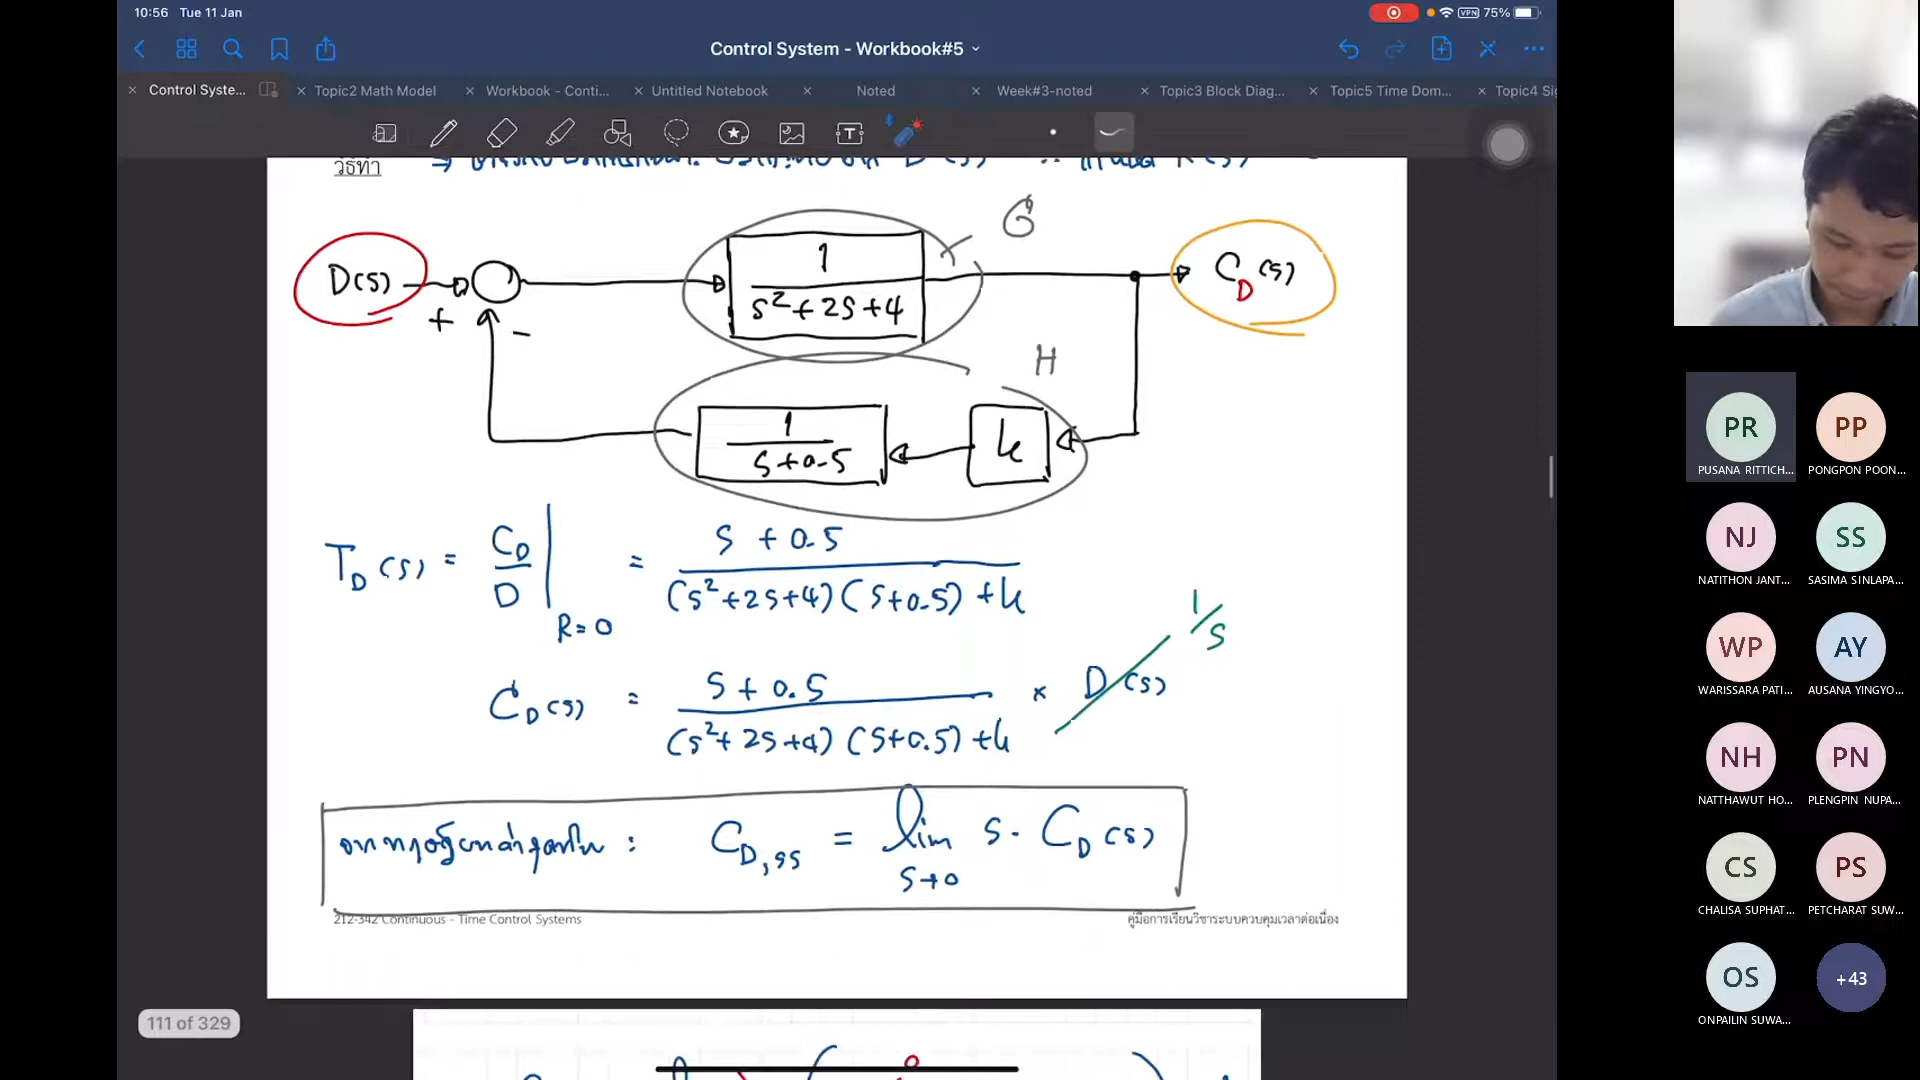 10:56 Tue 11 Jan
VPN 75%
Control System - Workbook#5
Control Syste...
Topic2 Math Model
Workbook - Conti...
Untitled Notebook
Noted
Week#3-noted
Topic3 Block Diag...
Topic5 Time Dom...
Topic4 Si
วิธีทำ
G
D(s) + -
1
s²+2s+4
C_D(s)
H
1
s+0.5
k
T_D(s) = C_D/D |R=0 = (s+0.5)/((s²+2s+4)(s+0.5)+k)
1/s
C_D(s) = (s+0.5)/((s²+2s+4)(s+0.5)+k) × D(s)
: C_D,ss = lim s→0 s · C_D(s)
212-342 Continuous - Time Control Systems
คู่มือการเรียนวิชาระบบควบคุมเวลาต่อเนื่อง
111 of 329
PR PP
PUSANA RITTICH... PONGPON POON...
NJ SS
NATITHON JANT... SASIMA SINLAPA...
WP AY
WARISSARA PATI... AUSANA YINGYO...
NH PN
NATTHAWUT HO... PLENGPIN NUPA...
CS PS
CHALISA SUPHAT... PETCHARAT SUW...
OS +43
ONPAILIN SUWA...